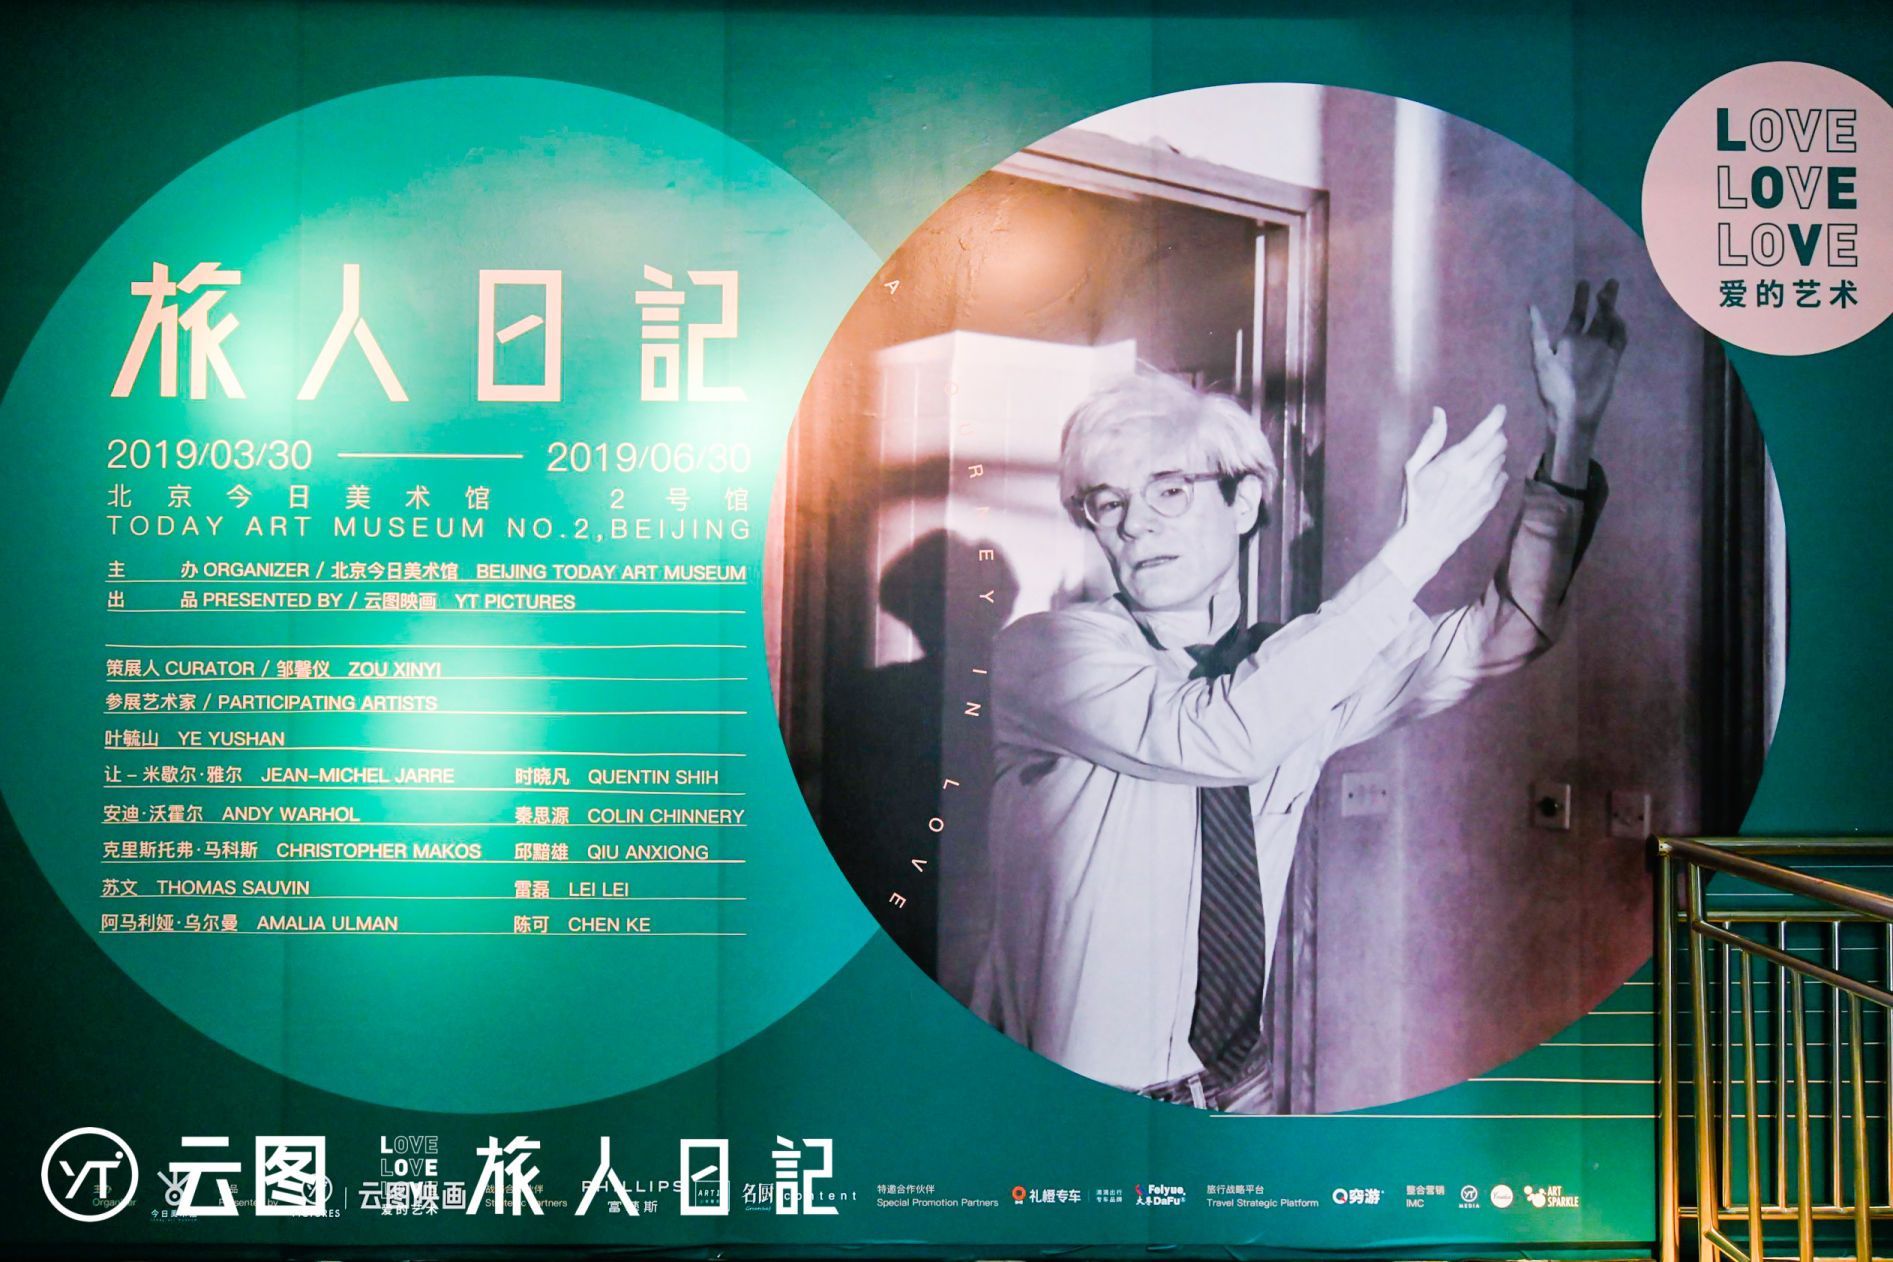 LOVE
LOVE
LOVE
爱的艺术
旅人日記
2019/03/30 —— 2019/06/30
北京今日美术馆 2号馆
TODAY ART MUSEUM NO.2,BEIJING
主办 ORGANIZER / 北京今日美术馆 BEIJING TODAY ART MUSEUM
出品 PRESENTED BY / 云图映画 YT PICTURES
策展人 CURATOR / 邹馨仪 ZOU XINYI
参展艺术家 / PARTICIPATING ARTISTS
叶毓山 YE YUSHAN
让–米歇尔·雅尔 JEAN–MICHEL JARRE 时晓凡 QUENTIN SHIH
安迪·沃霍尔 ANDY WARHOL 秦思源 COLIN CHINNERY
克里斯托弗·马科斯 CHRISTOPHER MAKOS 邱黯雄 QIU ANXIONG
苏文 THOMAS SAUVIN 雷磊 LEI LEI
阿马利娅·乌尔曼 AMALIA ULMAN 陈可 CHEN KE
A JOURNEY IN LOVE
YT 云图 LOVE LOVE 爱的艺术 旅人日記
云图映画
PHILLIPS
富藝斯
特邀合作伙伴
Special Promotion Partners
礼橙专车
Feiyue
大孚DaFu
旅行战略平台
Travel Strategic Platform
穷游
整合营销
IMC
YT
MEDIA
ART
SPARKLE